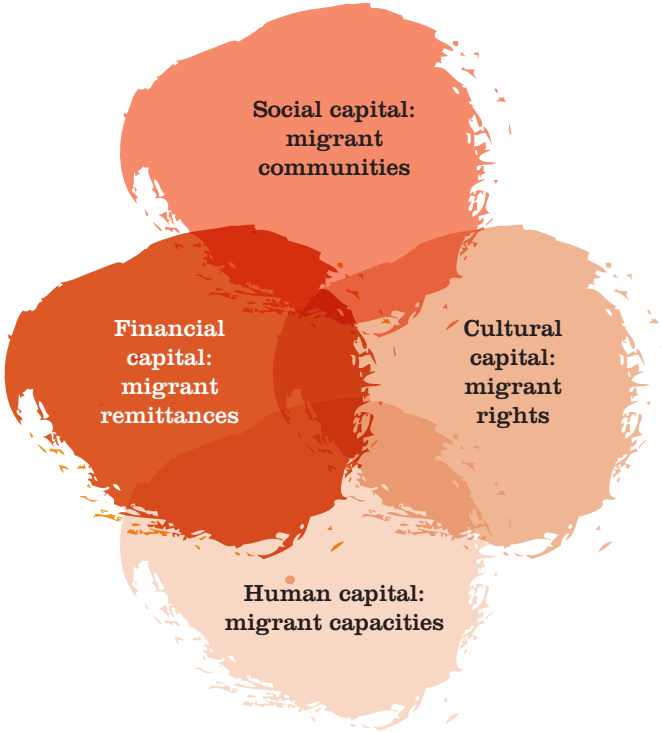 Social capital:
migrant
communities
Financial
capital:
migrant
remittances
Cultural
capital:
migrant
rights
Human capital:
migrant capacities